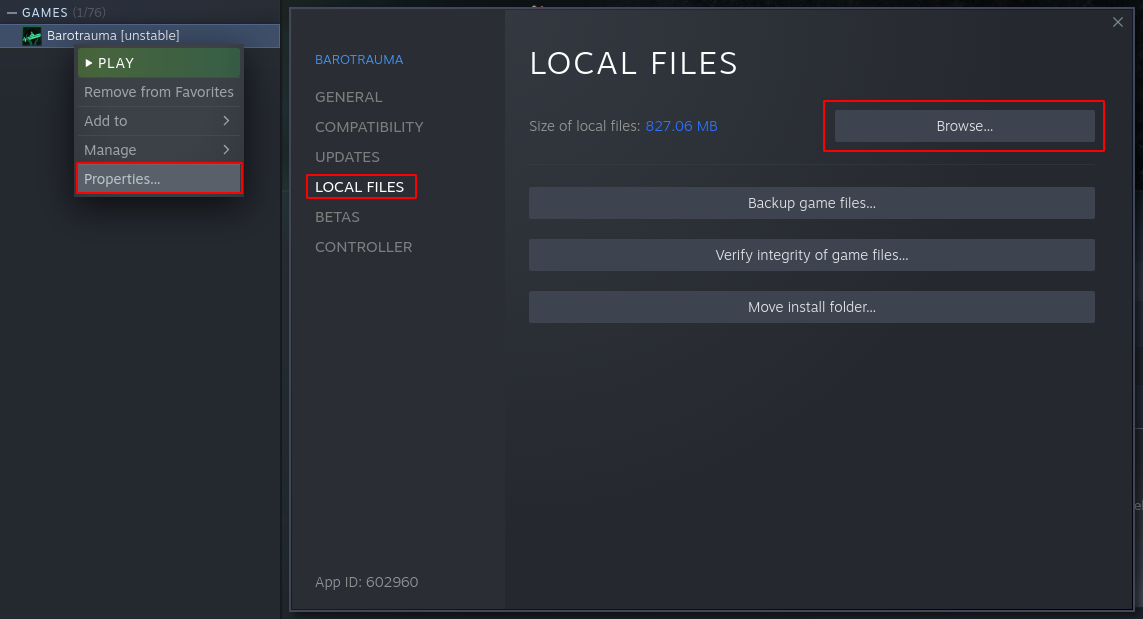 GAMES (1/76)
Barotrauma [unstable]
PLAY
Remove from Favorites
Add to
Manage
Properties...
BAROTRAUMA
GENERAL
COMPATIBILITY
UPDATES
LOCAL FILES
BETAS
CONTROLLER
App ID: 602960
LOCAL FILES
Size of local files: 827.06 MB
Browse...
Backup game files...
Verify integrity of game files...
Move install folder...